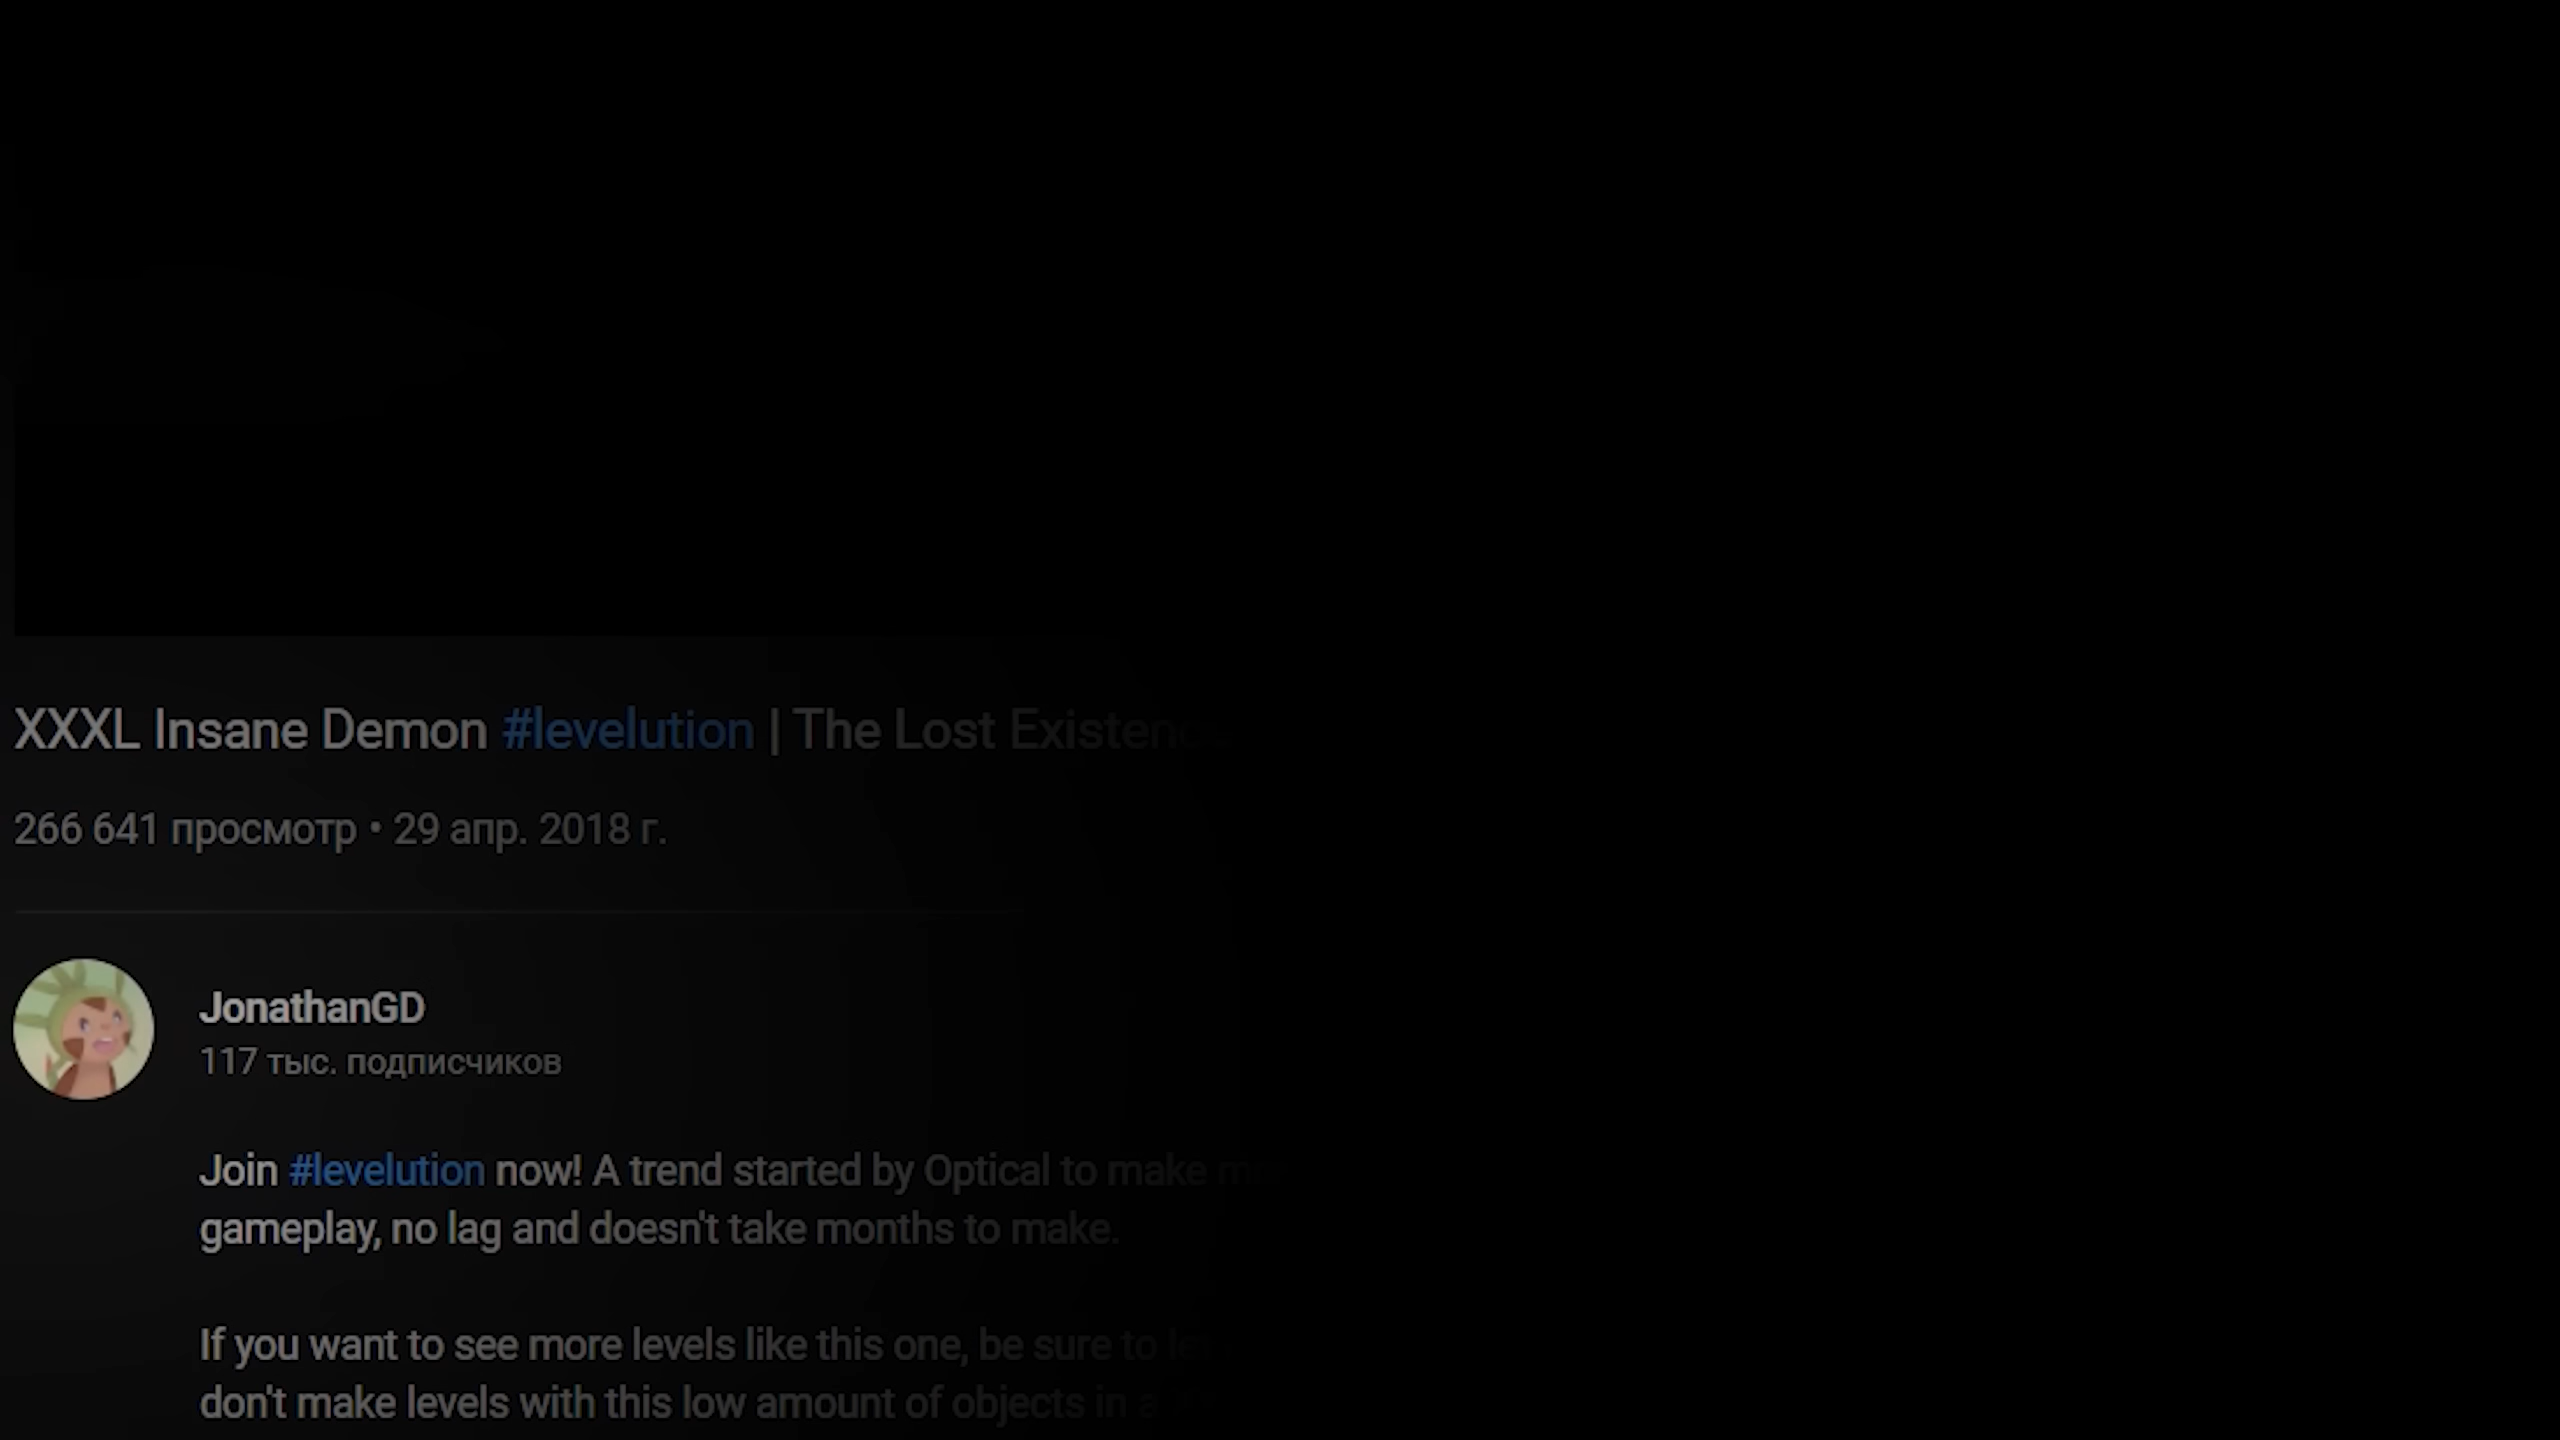 XXXL Insane Demon #levelution | The Lost Existence
266 641 просмотр • 29 апр. 2018 г.
JonathanGD
117 тыс. подписчиков
Join #levelution now! A trend started by Optical to make
gameplay, no lag and doesn't take months to make.
If you want to see more levels like this one, be sure to
don't make levels with this low amount of objects in a